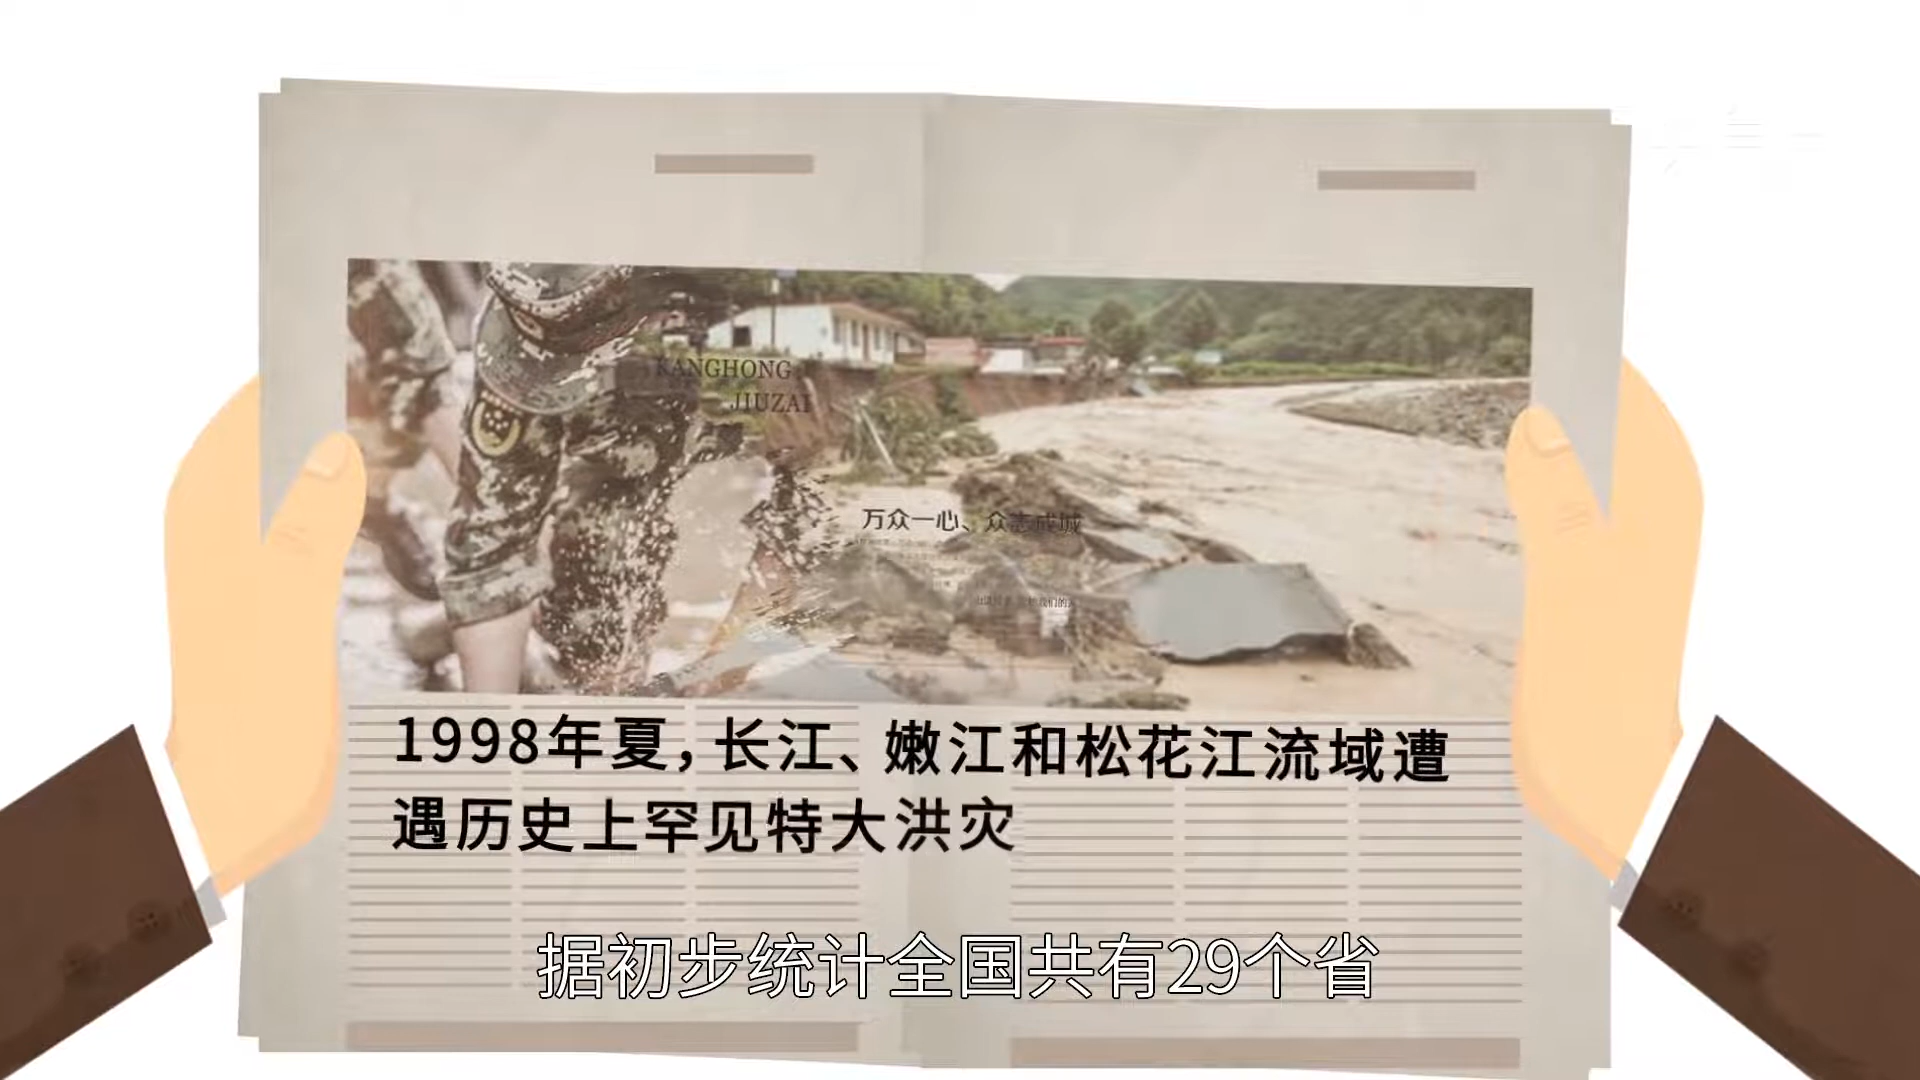 KANGHONG
JIUZAI
万众一心、众志成城
1998年夏，长江、嫩江和松花江流域遭
遇历史上罕见特大洪灾
据初步统计全国共有29个省